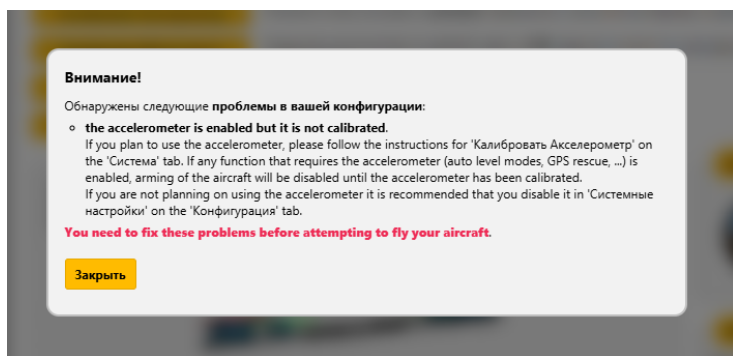 Внимание!
Обнаружены следующие проблемы в вашей конфигурации:
the accelerometer is enabled but it is not calibrated.
If you plan to use the accelerometer, please follow the instructions for 'Калибровать Акселерометр' on
the 'Система' tab. If any function that requires the accelerometer (auto level modes, GPS rescue, ...) is
enabled, arming of the aircraft will be disabled until the accelerometer has been calibrated.
If you are not planning on using the accelerometer it is recommended that you disable it in 'Системные
настройки' on the 'Конфигурация' tab.
You need to fix these problems before attempting to fly your aircraft.
Закрыть